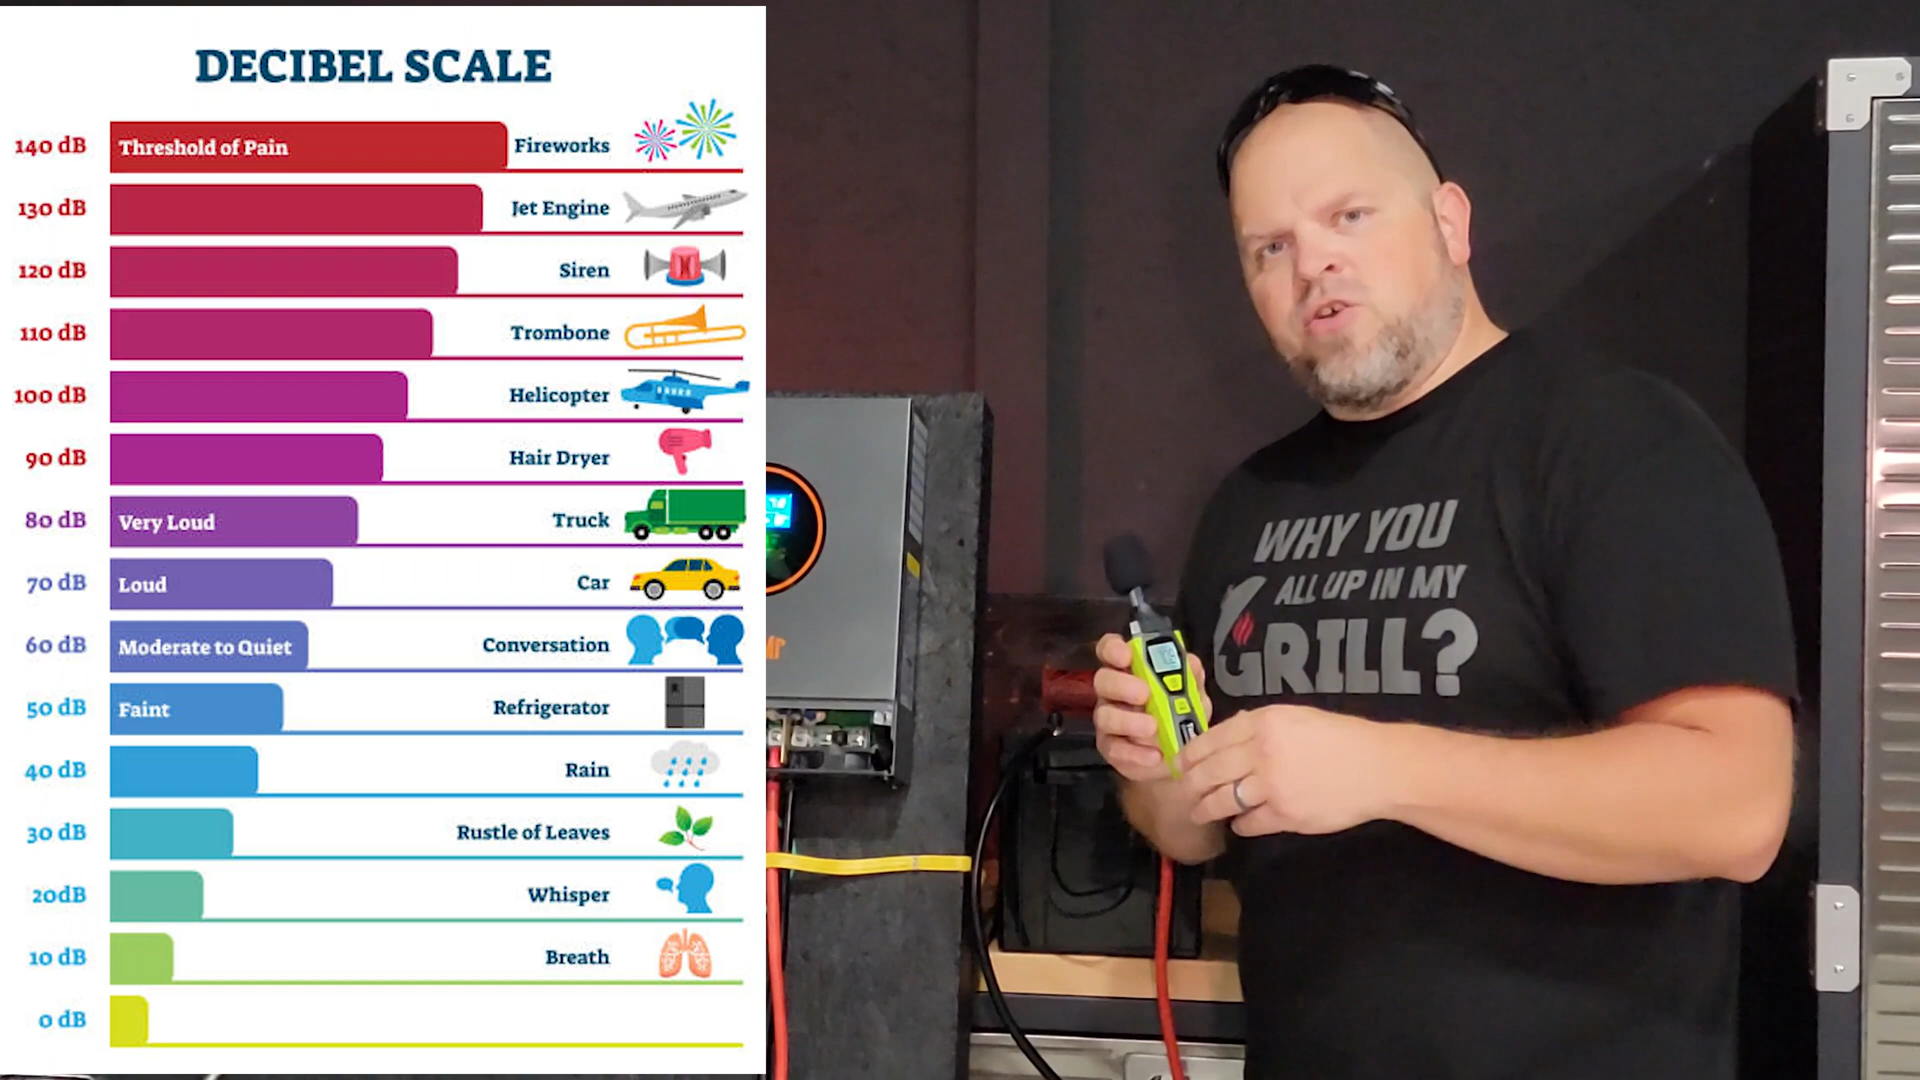 DECIBEL SCALE
140 dB Threshold of Pain Fireworks
130 dB Jet Engine
120 dB Siren
110 dB Trombone
100 dB Helicopter
90 dB Hair Dryer
80 dB Very Loud Truck
70 dB Loud Car
60 dB Moderate to Quiet Conversation
50 dB Faint Refrigerator
40 dB Rain
30 dB Rustle of Leaves
20dB Whisper
10 dB Breath
0 dB
WHY YOU
ALL UP IN MY
GRILL?